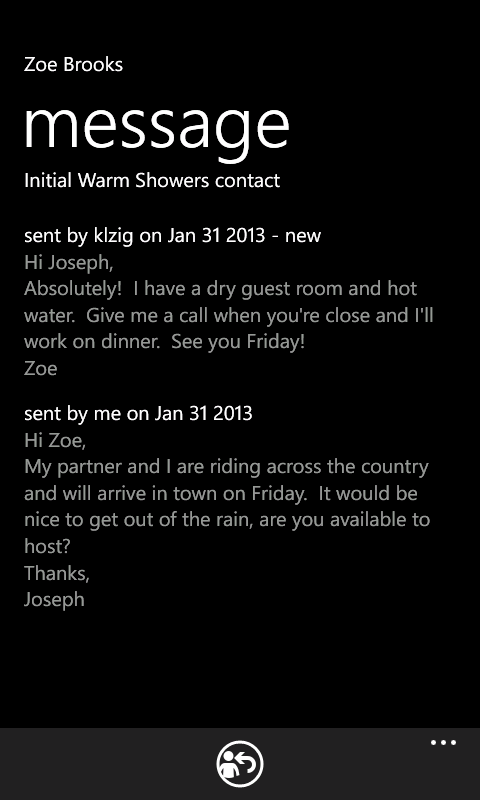 Zoe Brooks
message
Initial Warm Showers contact
sent by klzig on Jan 31 2013 - new
Hi Joseph,
Absolutely!  I have a dry guest room and hot
water.  Give me a call when you're close and I'll
work on dinner.  See you Friday!
Zoe
sent by me on Jan 31 2013
Hi Zoe,
My partner and I are riding across the country
and will arrive in town on Friday.  It would be
nice to get out of the rain, are you available to
host?
Thanks,
Joseph